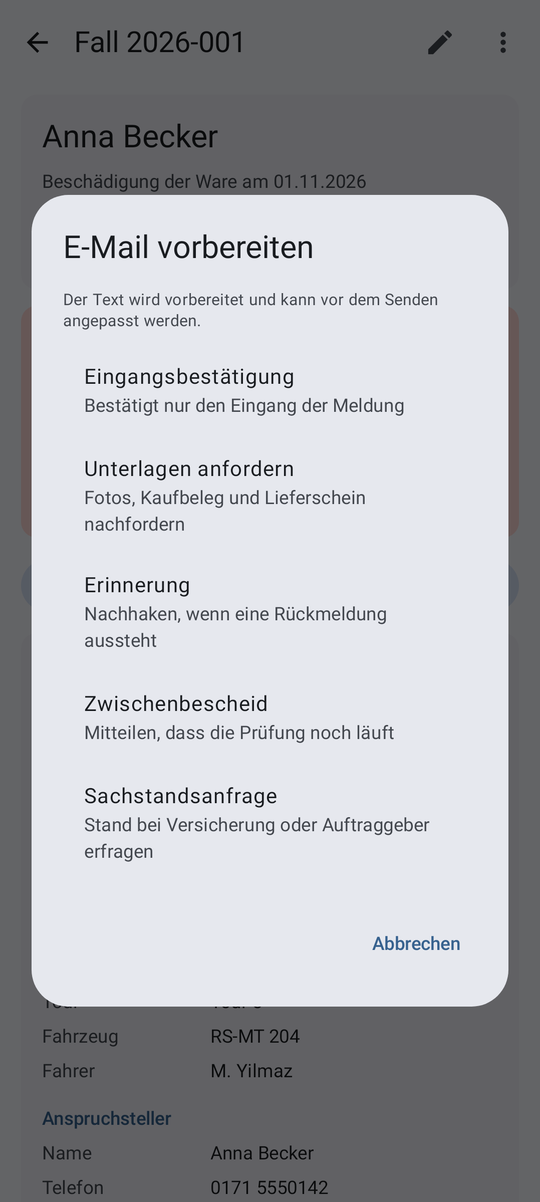 Fall 2026-001
Anna Becker
Beschädigung der Ware am 01.11.2026
E-Mail vorbereiten
Der Text wird vorbereitet und kann vor dem Senden
angepasst werden.
Eingangsbestätigung
Bestätigt nur den Eingang der Meldung
Unterlagen anfordern
Fotos, Kaufbeleg und Lieferschein
nachfordern
Erinnerung
Nachhaken, wenn eine Rückmeldung
aussteht
Zwischenbescheid
Mitteilen, dass die Prüfung noch läuft
Sachstandsanfrage
Stand bei Versicherung oder Auftraggeber
erfragen
Abbrechen
Fahrzeug RS-MT 204
Fahrer M. Yilmaz
Anspruchsteller
Name Anna Becker
Telefon 0171 5550142